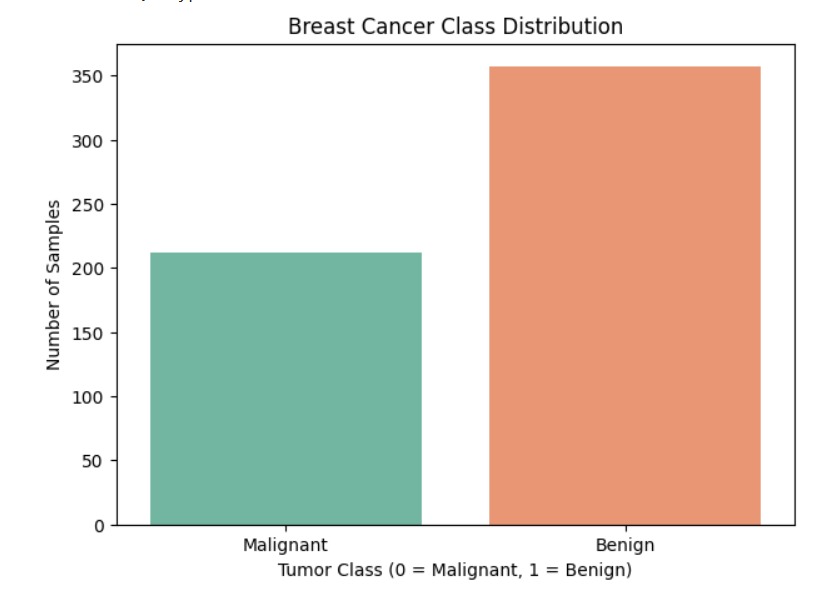 Breast Cancer Class Distribution
350
300
250
200
150
100
50
0
Number of Samples
Malignant Benign
Tumor Class (0 = Malignant, 1 = Benign)